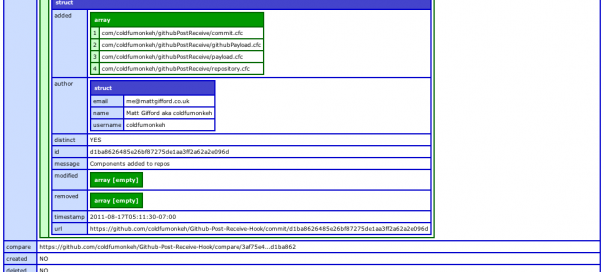 struct
added
array
1 com/coldfumonkeh/githubPostReceive/commit.cfc
2 com/coldfumonkeh/githubPostReceive/githubPayload.cfc
3 com/coldfumonkeh/githubPostReceive/payload.cfc
4 com/coldfumonkeh/githubPostReceive/repository.cfc
author
struct
email me@mattgifford.co.uk
name Matt Gifford aka coldfumonkeh
username coldfumonkeh
distinct YES
id d1ba8626485e26bf87275de1aa3ff2a62a2e096d
message Components added to repos
modified
array [empty]
removed
array [empty]
timestamp 2011-08-17T05:11:30-07:00
url https://github.com/coldfumonkeh/Github-Post-Receive-Hook/commit/d1ba8626485e26bf87275de1aa3ff2a62a2e096d
compare https://github.com/coldfumonkeh/Github-Post-Receive-Hook/compare/3af75e4...d1ba862
created NO
deleted NO